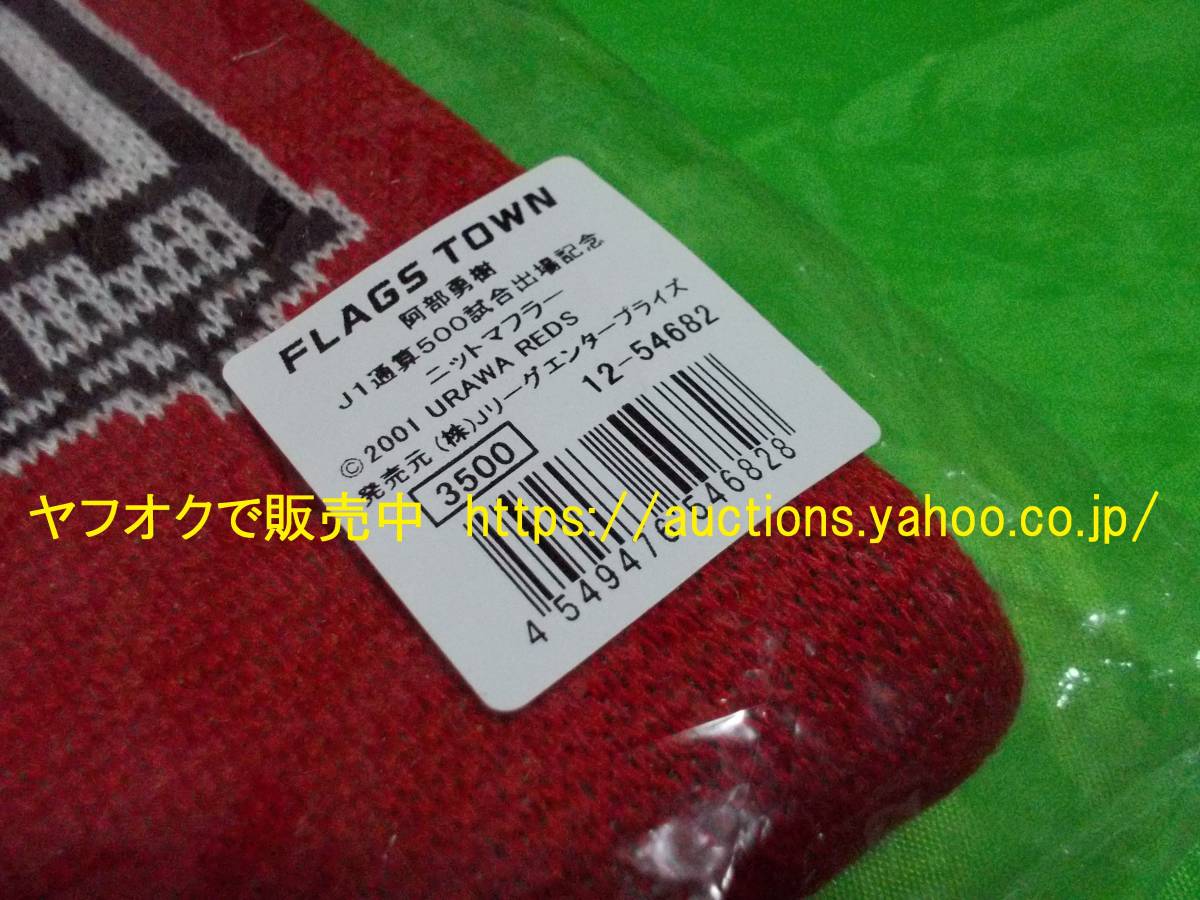 FLAGS TOWN
阿部勇樹
J1通算500試合出場記念
ニットマフラー
©2001 URAWA REDS
発売元 (株)Jリーグエンタープライズ
3500
12-54682
ヤフオクで販売中 https://auctions.yahoo.co.jp/